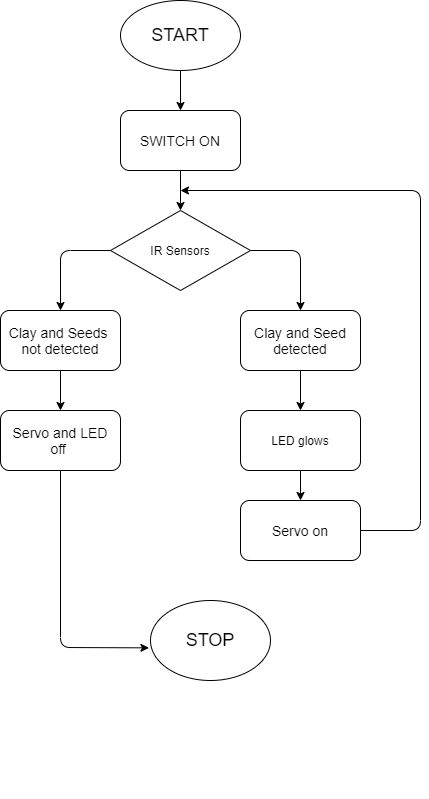 START
SWITCH ON
IR Sensors
Clay and Seeds
not detected
Clay and Seed
detected
Servo and LED
off
LED glows
Servo on
STOP